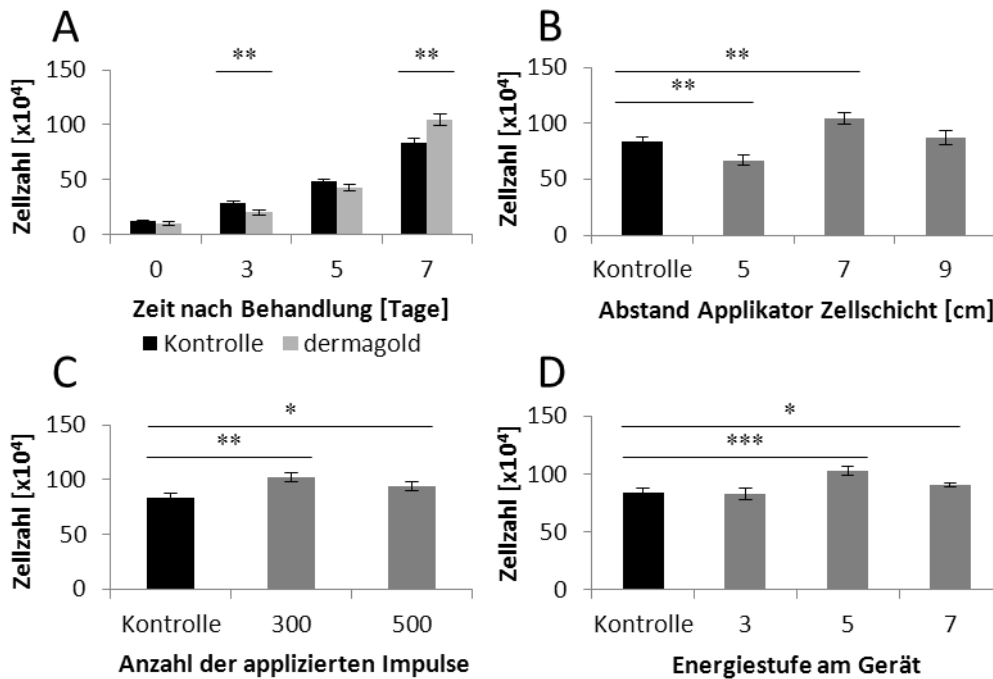 A
**
**
150
100
50
0
Zellzahl [x10⁴]
0 3 5 7
Zeit nach Behandlung [Tage]
Kontrolle dermagold
B
**
**
150
100
50
0
Zellzahl [x10⁴]
Kontrolle 5 7 9
Abstand Applikator Zellschicht [cm]
C
*
**
150
100
50
0
Zellzahl [x10⁴]
Kontrolle 300 500
Anzahl der applizierten Impulse
D
*
***
150
100
50
0
Zellzahl [x10⁴]
Kontrolle 3 5 7
Energiestufe am Gerät